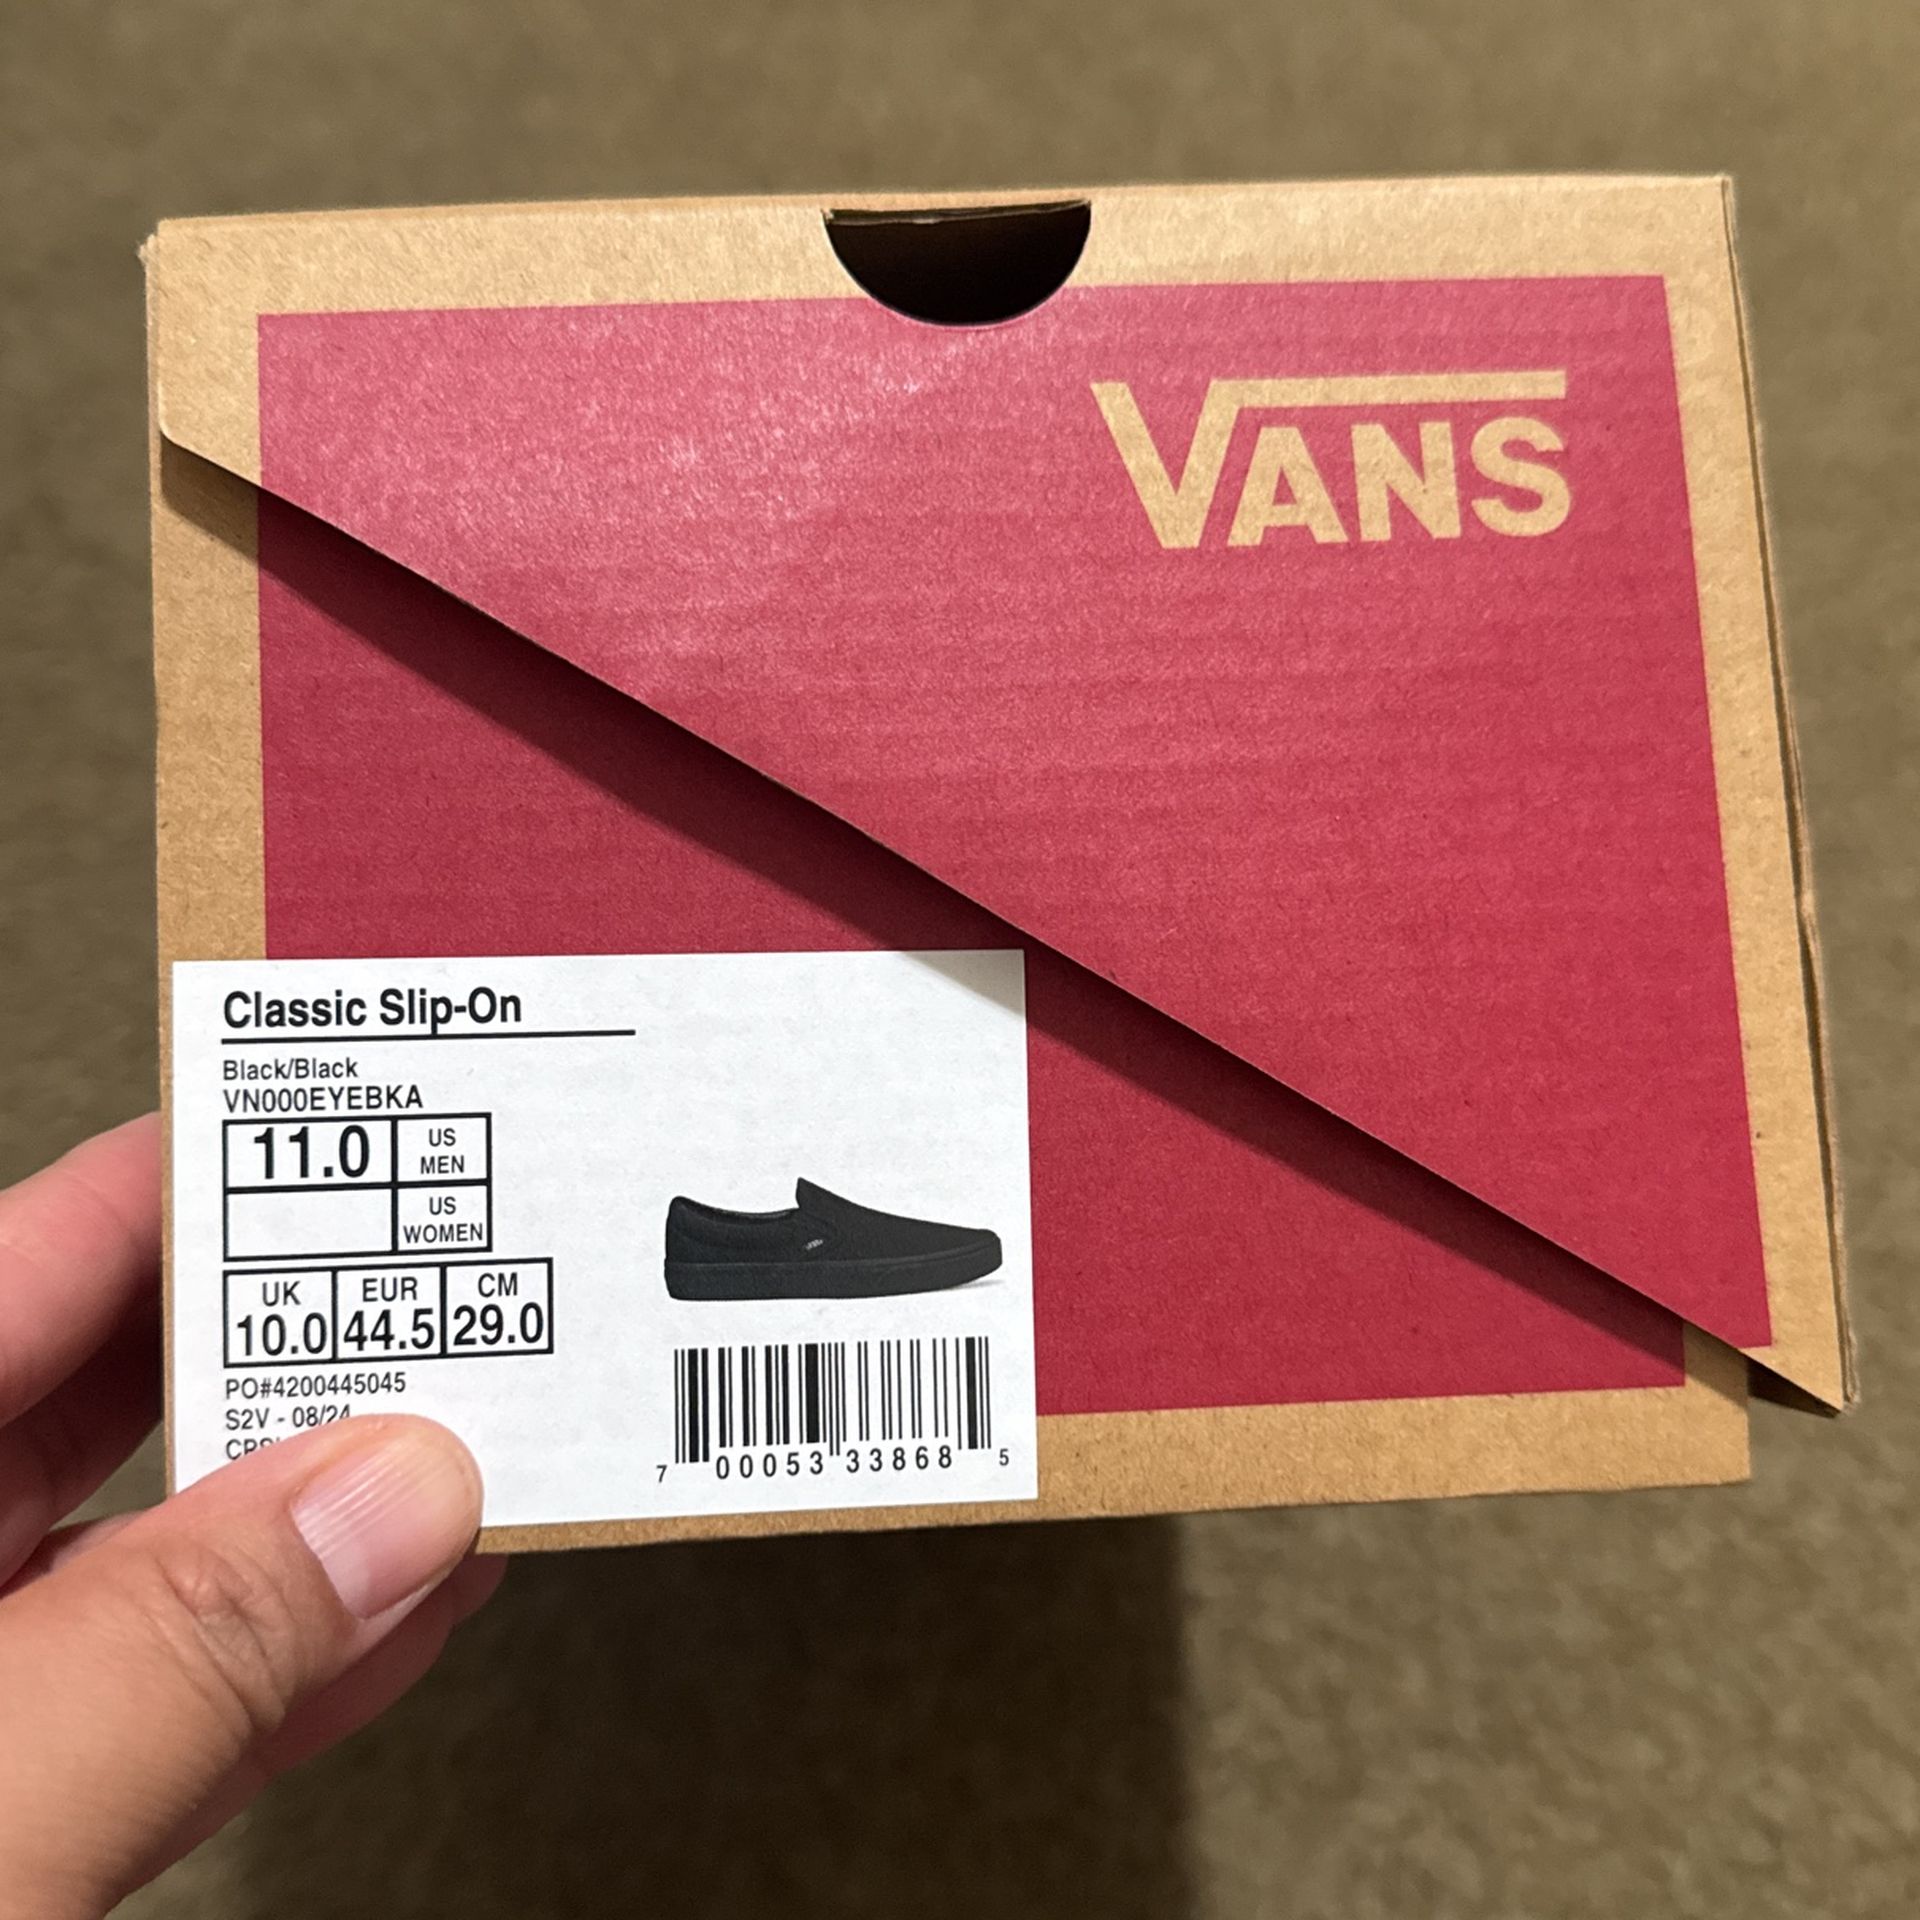 VANS
Classic Slip-On
Black/Black
VN000EYEBKA
11.0 US MEN
US WOMEN
UK EUR CM
10.0 44.5 29.0
PO#4200445045
S2V - 08/24
7 00053 33868 5